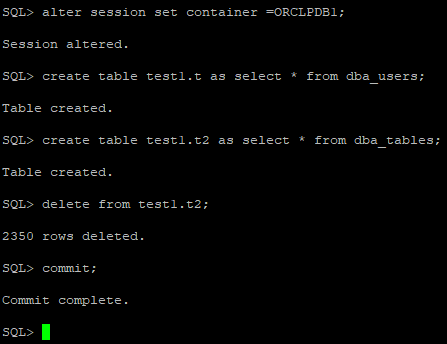 SQL> alter session set container =ORCLPDB1;
Session altered.
SQL> create table test1.t as select * from dba_users;
Table created.
SQL> create table test1.t2 as select * from dba_tables;
Table created.
SQL> delete from test1.t2;
2350 rows deleted.
SQL> commit;
Commit complete.
SQL>